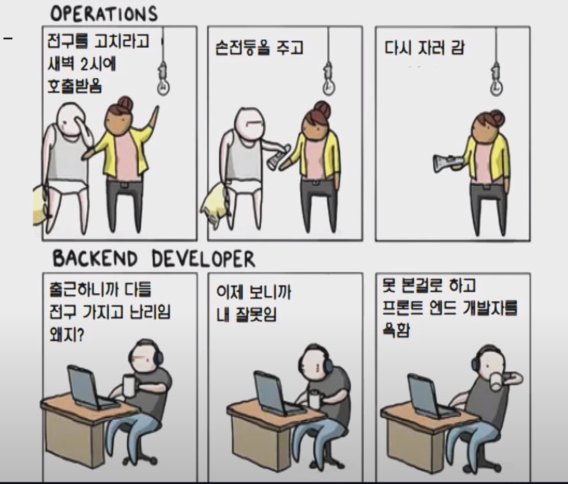 OPERATIONS
전구를 고치라고
새벽 2시에
호출받음
손전등을 주고
다시 자러 감
BACKEND DEVELOPER
출근하니까 다들
전구 가지고 난리임
왜지?
이제 보니까
내 잘못임
못 본걸로 하고
프론트 엔드 개발자를
욕함